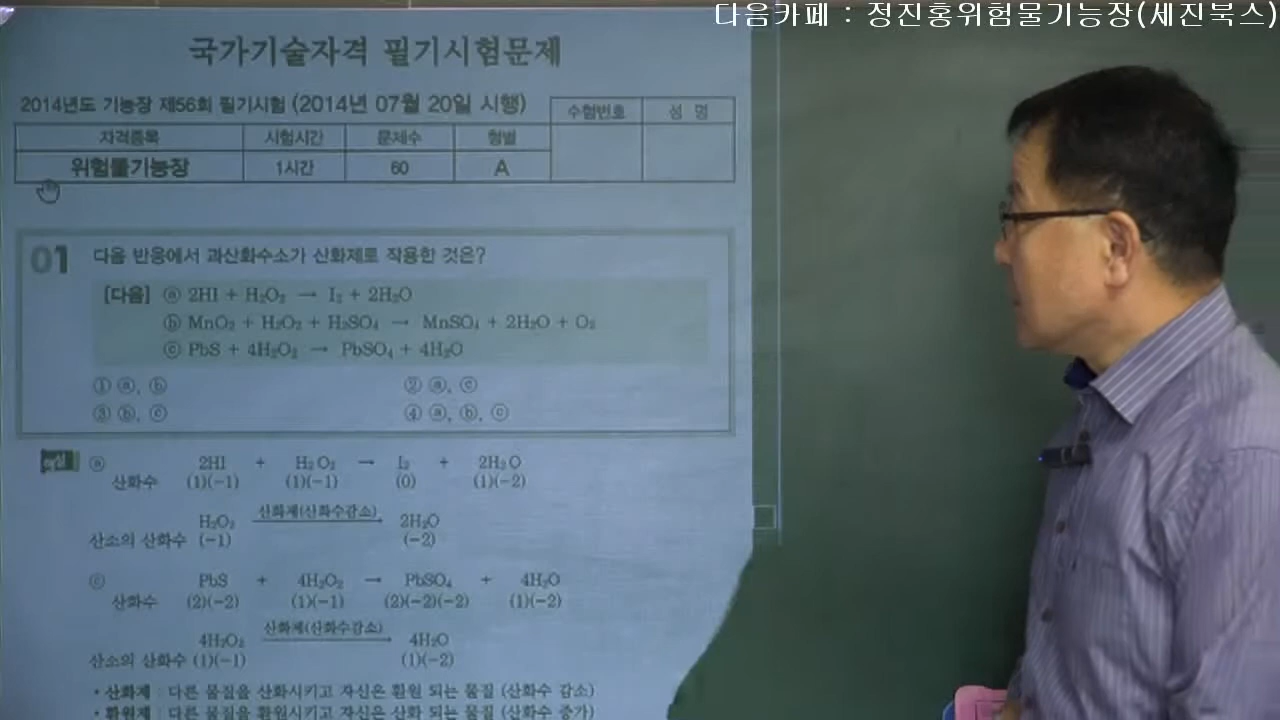 다음카페 : 정진홍위험물기능장(세진북스)
국가기술자격 필기시험문제
2014년도 기능장 제56회 필기시험 (2014년 07월 20일 시행)
수험번호 성 명
자격종목 시험시간 문제수 형별
위험물기능장 1시간 60 A
01 다음 반응에서 과산화수소가 산화제로 작용한 것은?
[다음] ⓐ 2HI + H₂O₂ → I₂ + 2H₂O
ⓑ MnO₂ + H₂O₂ + H₂SO₄ → MnSO₄ + 2H₂O + O₂
ⓒ PbS + 4H₂O₂ → PbSO₄ + 4H₂O
① ⓐ, ⓑ ② ⓐ, ⓒ
③ ⓑ, ⓒ ④ ⓐ, ⓑ, ⓒ
해설 ⓐ 2HI + H₂O₂ → I₂ + 2H₂O
산화수 (1)(-1) (1)(-1) (0) (1)(-2)
산화제(산화수감소)
H₂O₂ 2H₂O
산소의 산화수 (-1) (-2)
ⓒ PbS + 4H₂O₂ → PbSO₄ + 4H₂O
산화수 (2)(-2) (1)(-1) (2)(-2)(-2) (1)(-2)
산화제(산화수감소)
4H₂O₂ 4H₂O
산소의 산화수 (1)(-1) (1)(-2)
• 산화제 : 다른 물질을 산화시키고 자신은 환원 되는 물질 (산화수 감소)
• 환원제 : 다른 물질을 환원시키고 자신은 산화 되는 물질 (산화수 증가)